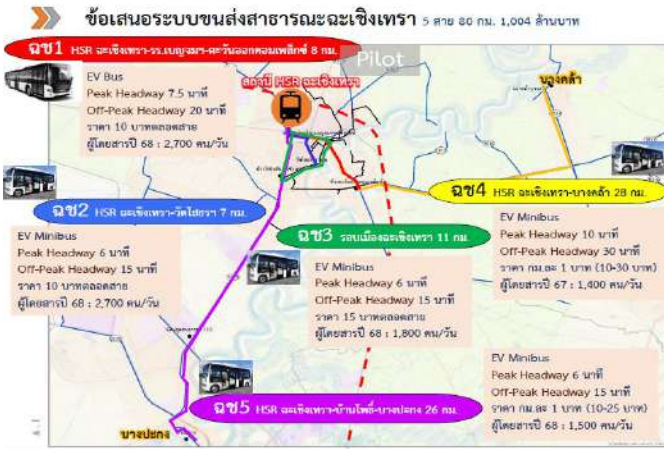 ข้อเสนอระบบขนส่งสาธารณะฉะเชิงเทรา 5 สาย 80 กม. 1,004 ล้านบาท
ฉช1 HSR ฉะเชิงเทรา-รร.เบญจมฯ-ตะวันออกคอมเพล็กซ์ 8 กม.
Pilot
EV Bus
Peak Headway 7.5 นาที
Off-Peak Headway 20 นาที
ราคา 10 บาทตลอดสาย
ผู้โดยสารปี 68 : 2,700 คน/วัน
สถานี HSR ฉะเชิงเทรา
บางคล้า
ฉช2 HSR ฉะเชิงเทรา-วัดโสธรฯ 7 กม.
EV Minibus
Peak Headway 6 นาที
Off-Peak Headway 15 นาที
ราคา 10 บาทตลอดสาย
ผู้โดยสารปี 68 : 2,700 คน/วัน
ฉช3 รอบเมืองฉะเชิงเทรา 11 กม.
EV Minibus
Peak Headway 6 นาที
Off-Peak Headway 15 นาที
ราคา 15 บาทตลอดสาย
ผู้โดยสารปี 68 : 1,800 คน/วัน
ฉช4 HSR ฉะเชิงเทรา-บางคล้า 28 กม.
EV Minibus
Peak Headway 10 นาที
Off-Peak Headway 30 นาที
ราคา กม.ละ 1 บาท (10-30 บาท)
ผู้โดยสารปี 67 : 1,400 คน/วัน
ฉช5 HSR ฉะเชิงเทรา-บ้านโพธิ์-บางปะกง 26 กม.
EV Minibus
Peak Headway 6 นาที
Off-Peak Headway 15 นาที
ราคา กม.ละ 1 บาท (10-25 บาท)
ผู้โดยสารปี 68 : 1,500 คน/วัน
บางปะกง